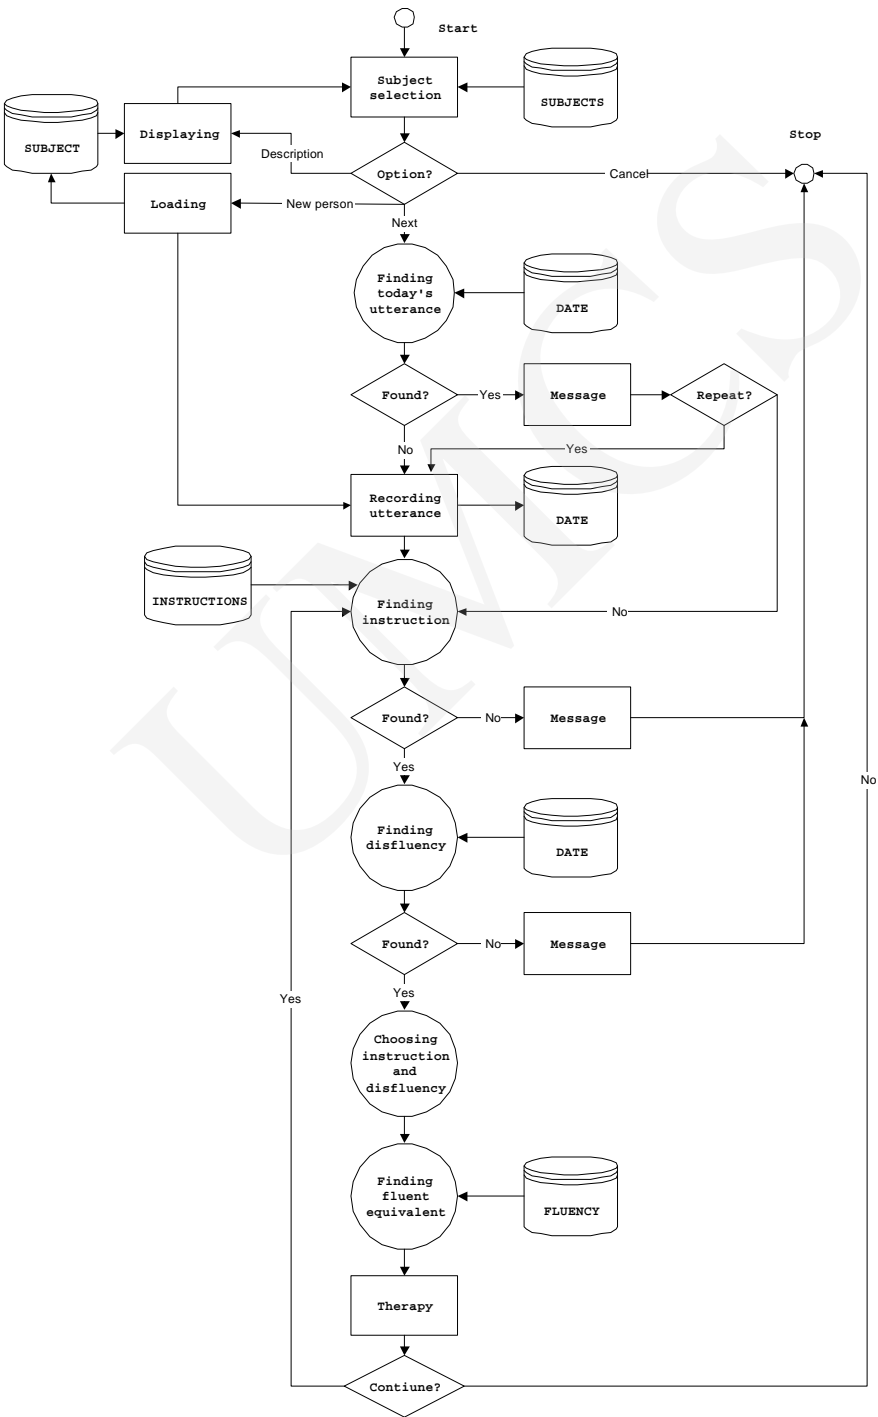 Start
Subject
selection
SUBJECTS
SUBJECT
Displaying
Stop
Description
Option?
Cancel
Loading
New person
Next
Finding
today's
utterance
DATE
Found?
Yes
Message
Repeat?
No
Yes
Recording
utterance
DATE
INSTRUCTIONS
Finding
instruction
No
Found?
No
Message
Yes
No
Finding
disfluency
DATE
Found?
No
Message
Yes
Yes
Choosing
instruction
and
disfluency
Finding
fluent
equivalent
FLUENCY
Therapy
Contiune?
UMCS